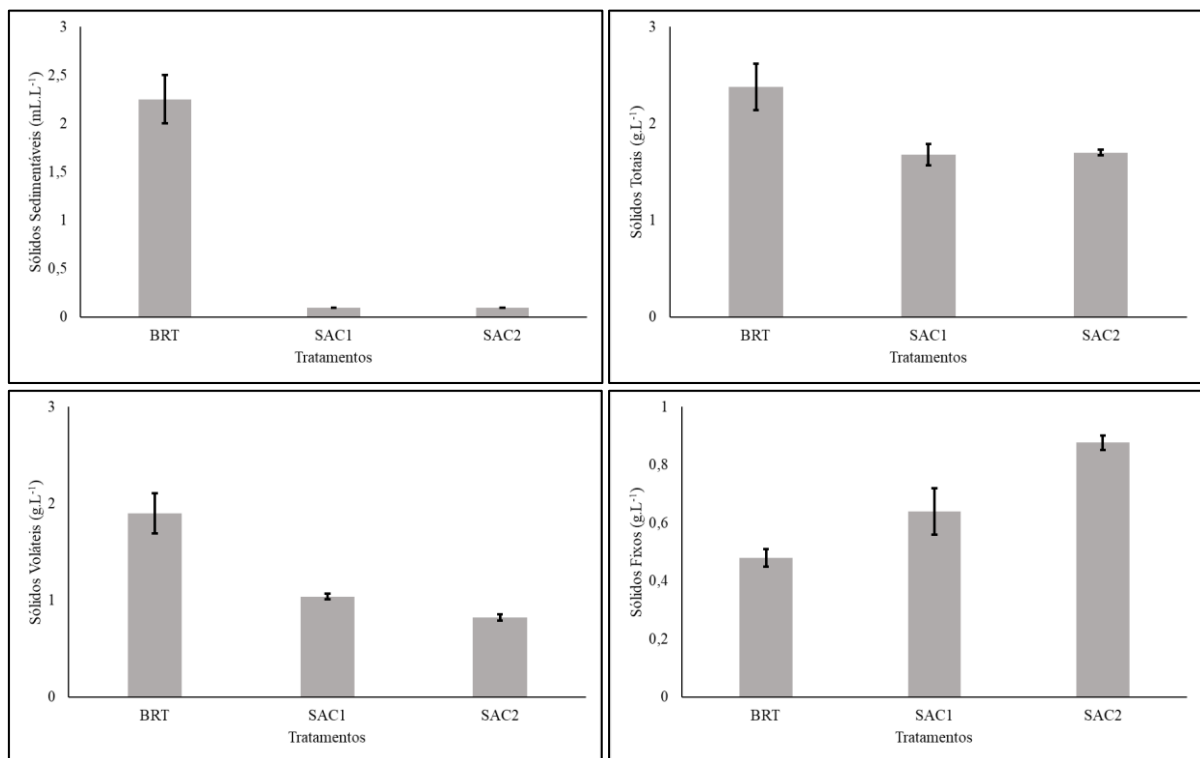 Sólidos Sedimentáveis (mL.L⁻¹)
3
2,5
2
1,5
1
0,5
0
BRT SAC1 SAC2
Tratamentos
Sólidos Totais (g.L⁻¹)
3
2
1
0
BRT SAC1 SAC2
Tratamentos
Sólidos Voláteis (g.L⁻¹)
3
2
1
0
BRT SAC1 SAC2
Tratamentos
Sólidos Fixos (g.L⁻¹)
1
0,8
0,6
0,4
0,2
0
BRT SAC1 SAC2
Tratamentos